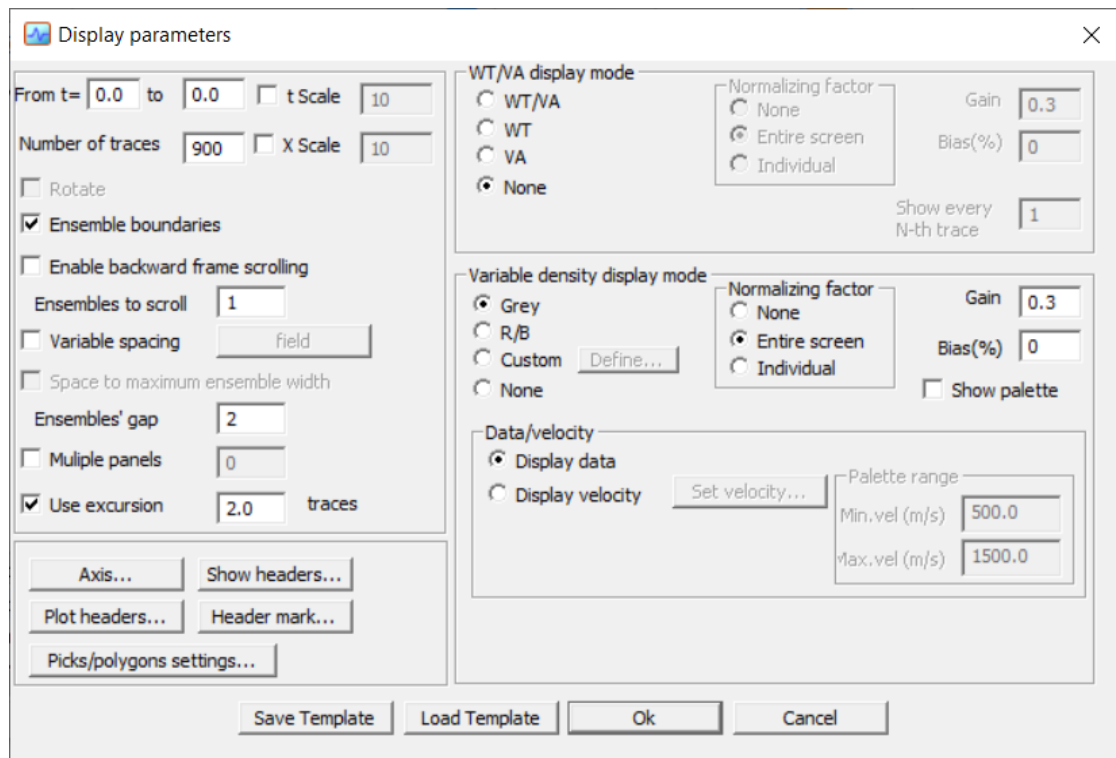 Display parameters
From t= 0.0 to 0.0 t Scale 10
Number of traces 900 X Scale 10
Rotate
Ensemble boundaries
Enable backward frame scrolling
Ensembles to scroll 1
Variable spacing field
Space to maximum ensemble width
Ensembles' gap 2
Muliple panels 0
Use excursion 2.0 traces
Axis... Show headers...
Plot headers... Header mark...
Picks/polygons settings...
WT/VA display mode
WT/VA
WT
VA
None
Normalizing factor
None
Entire screen
Individual
Gain 0.3
Bias(%) 0
Show every
N-th trace
1
Variable density display mode
Grey
R/B
Custom Define...
None
Normalizing factor
None
Entire screen
Individual
Gain 0.3
Bias(%) 0
Show palette
Data/velocity
Display data
Display velocity Set velocity...
Palette range
Min.vel (m/s) 500.0
Max.vel (m/s) 1500.0
Save Template Load Template Ok Cancel